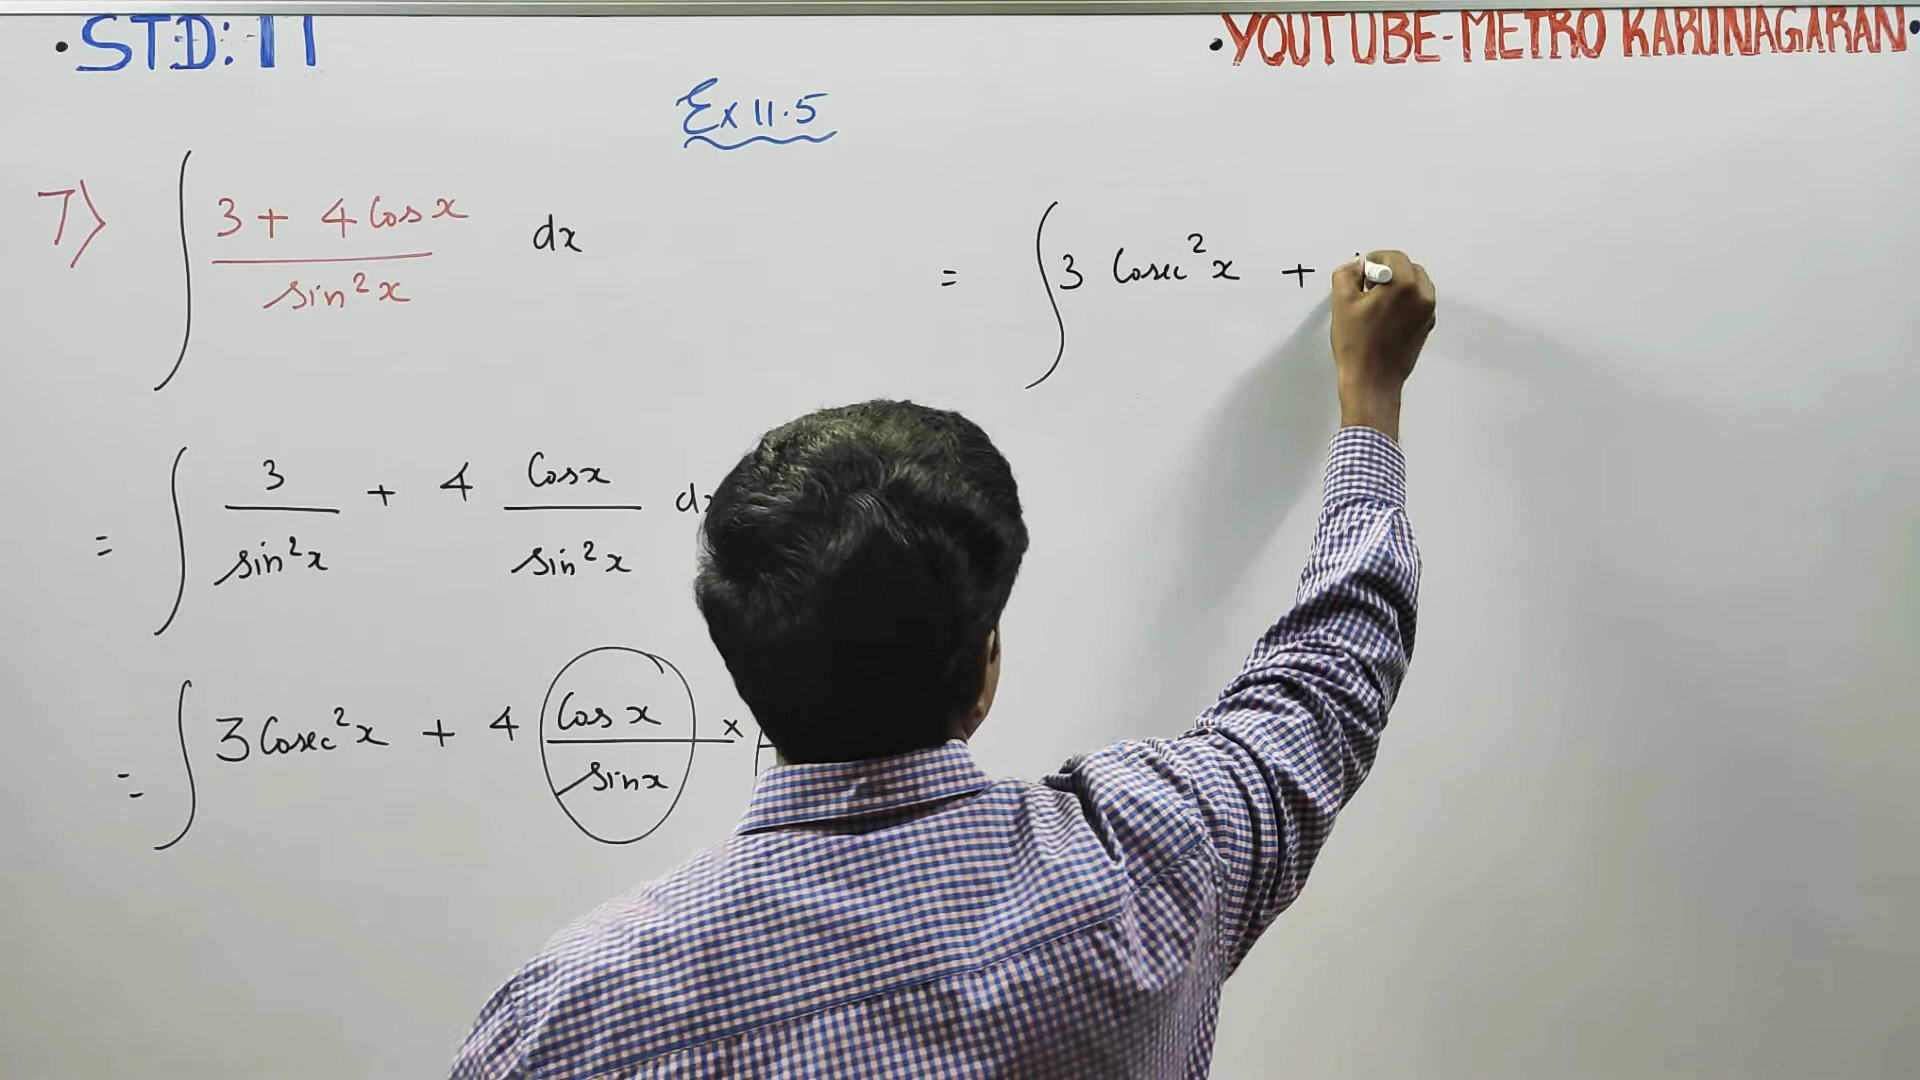 • STD: 11
• YOUTUBE-METRO KARUNAGARAN •
Ex 11.5
7) ∫ (3 + 4 Cos x) / (sin²x) dx
= ∫ 3 / (sin²x) + 4 (Cos x) / (sin²x)
= ∫ 3 Cosec²x + 4 (Cos x) / (sin x) ×
= ∫ 3 Cosec²x +